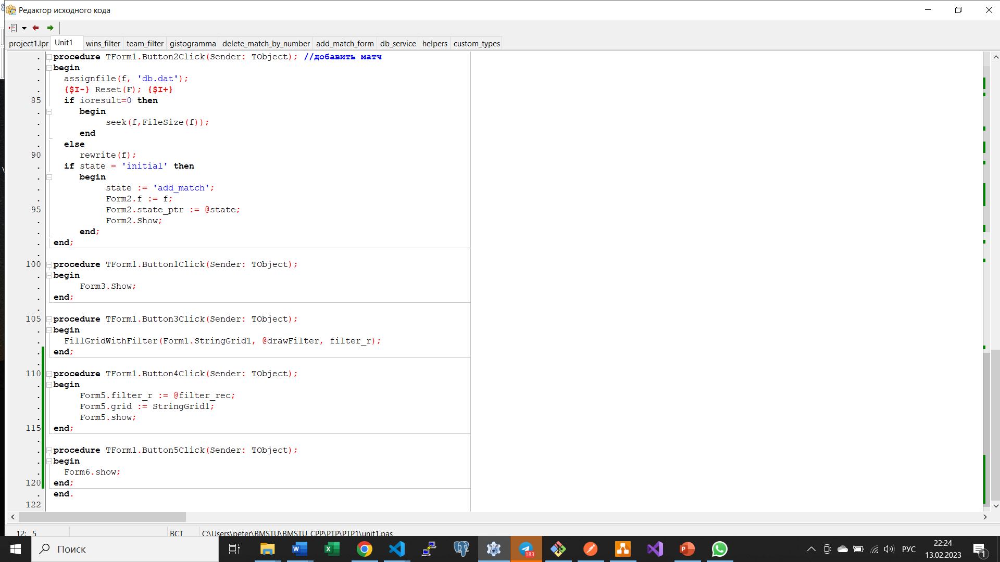 Редактор исходного кода
project1.lpr Unit1 wins_filter team_filter gistogramma delete_match_by_number add_match_form db_service helpers custom_types
. procedure TForm1.Button2Click(Sender: TObject); //добавить матч
. begin
. assignfile(f, 'db.dat');
. {$I-} Reset(F); {$I+}
85 if ioresult=0 then
. begin
. seek(f,FileSize(f));
. end
. else
90 rewrite(f);
. if state = 'initial' then
. begin
. state := 'add_match';
. Form2.f := f;
95 Form2.state_ptr := @state;
. Form2.Show;
. end;
. end;
.
100 procedure TForm1.Button1Click(Sender: TObject);
. begin
. Form3.Show;
. end;
.
105 procedure TForm1.Button3Click(Sender: TObject);
. begin
. FillGridWithFilter(Form1.StringGrid1, @drawFilter, filter_r);
. end;
.
110 procedure TForm1.Button4Click(Sender: TObject);
. begin
. Form5.filter_r := @filter_rec;
. Form5.grid := StringGrid1;
. Form5.show;
115 end;
.
. procedure TForm1.Button5Click(Sender: TObject);
. begin
. Form6.show;
120 end;
. end.
122
12: 5 ВСТ C:\Users\peter\BMSTU\BMSTU_CPP\PTP\PTP1\unit1.pas
Поиск
183
РУС
22:24
13.02.2023
1